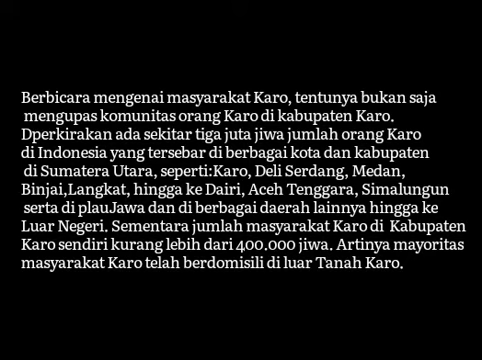 Berbicara mengenai masyarakat Karo, tentunya bukan saja
mengupas komunitas orang Karo di kabupaten Karo.
Dperkirakan ada sekitar tiga juta jiwa jumlah orang Karo
di Indonesia yang tersebar di berbagai kota dan kabupaten
di Sumatera Utara, seperti:Karo, Deli Serdang, Medan,
Binjai,Langkat, hingga ke Dairi, Aceh Tenggara, Simalungun
serta di plauJawa dan di berbagai daerah lainnya hingga ke
Luar Negeri. Sementara jumlah masyarakat Karo di Kabupaten
Karo sendiri kurang lebih dari 400.000 jiwa. Artinya mayoritas
masyarakat Karo telah berdomisili di luar Tanah Karo.